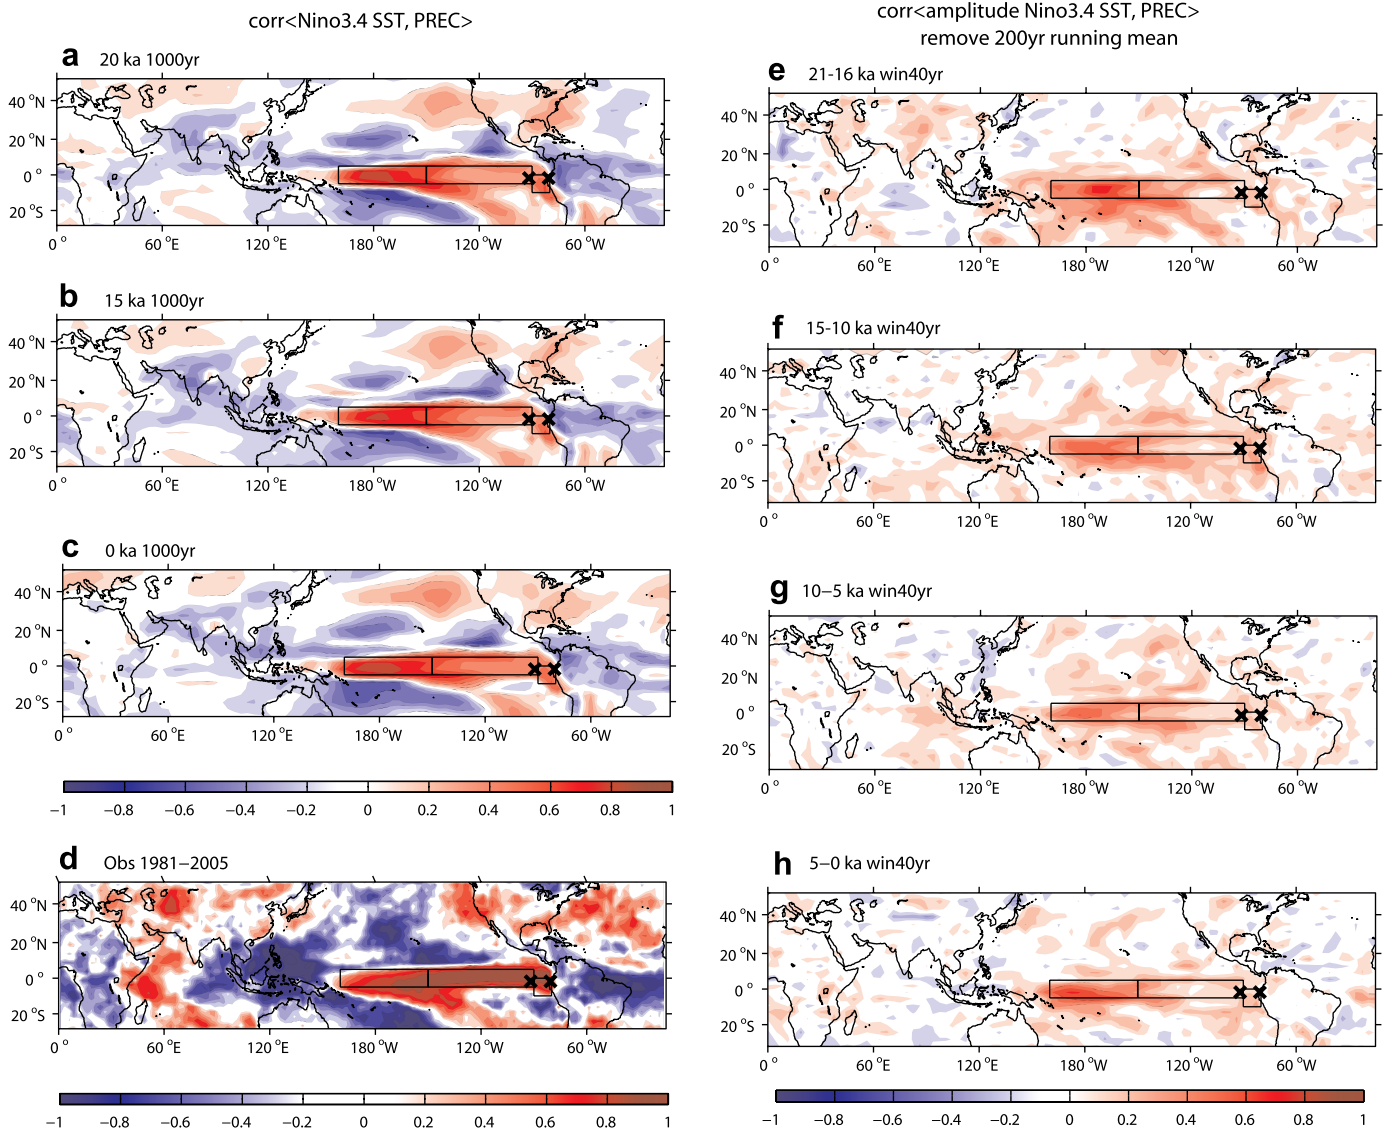 corr<Nino3.4 SST, PREC>
a 20 ka 1000yr
40 °N
20 °N
0 °
20 °S
0 ° 60 °E 120 °E 180 °W 120 °W 60 °W
b 15 ka 1000yr
40 °N
20 °N
0 °
20 °S
0 ° 60 °E 120 °E 180 °W 120 °W 60 °W
c 0 ka 1000yr
40 °N
20 °N
0 °
20 °S
0 ° 60 °E 120 °E 180 °W 120 °W 60 °W
−1 −0.8 −0.6 −0.4 −0.2 0 0.2 0.4 0.6 0.8 1
d Obs 1981−2005
40 °N
20 °N
0 °
20 °S
0 ° 60 °E 120 °E 180 °W 120 °W 60 °W
−1 −0.8 −0.6 −0.4 −0.2 0 0.2 0.4 0.6 0.8 1
corr<amplitude Nino3.4 SST, PREC>
remove 200yr running mean
e 21-16 ka win40yr
40 °N
20 °N
0 °
20 °S
0 ° 60 °E 120 °E 180 °W 120 °W 60 °W
f 15-10 ka win40yr
40 °N
20 °N
0 °
20 °S
0 ° 60 °E 120 °E 180 °W 120 °W 60 °W
g 10−5 ka win40yr
40 °N
20 °N
0 °
20 °S
0 ° 60 °E 120 °E 180 °W 120 °W 60 °W
h 5−0 ka win40yr
40 °N
20 °N
0 °
20 °S
0 ° 60 °E 120 °E 180 °W 120 °W 60 °W
−1 −0.8 −0.6 −0.4 −0.2 0 0.2 0.4 0.6 0.8 1